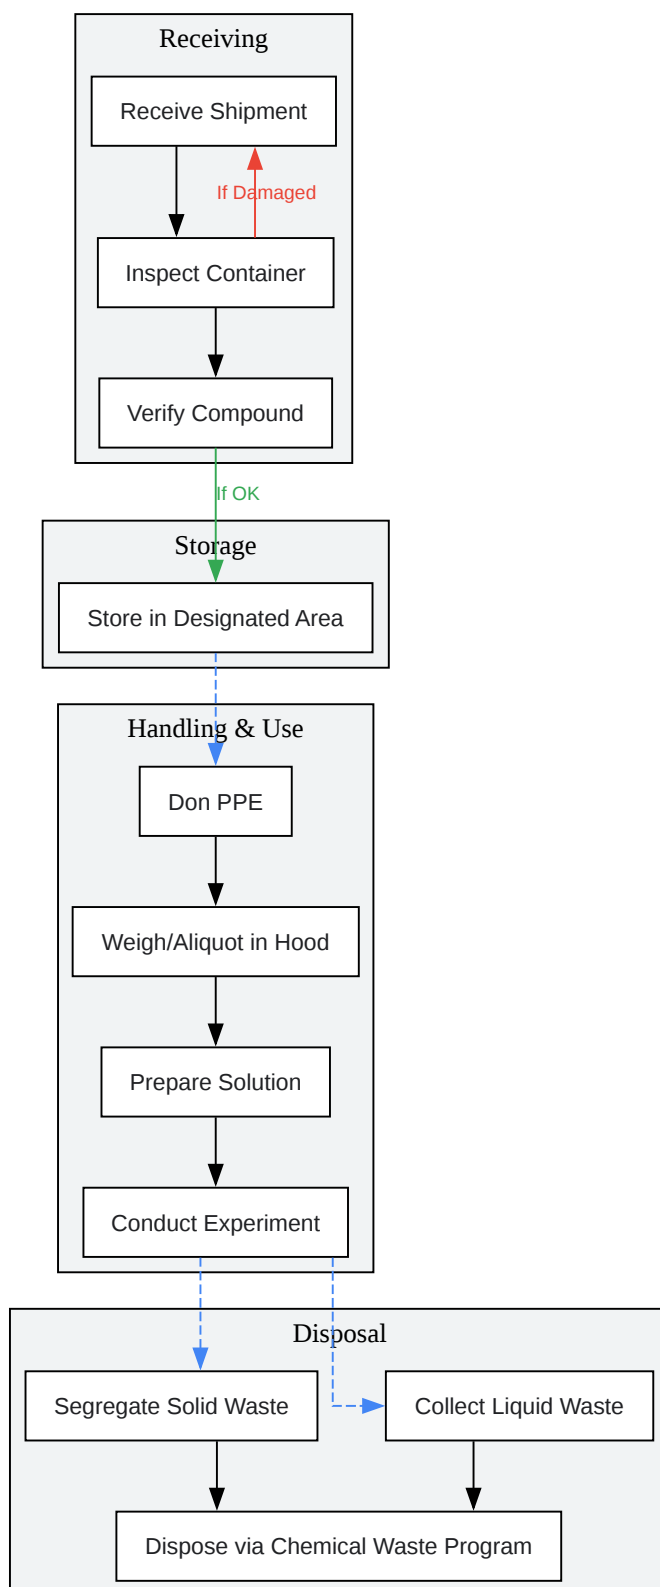 Receiving
Receive Shipment
If Damaged
Inspect Container
Verify Compound
If OK
Storage
Store in Designated Area
Handling & Use
Don PPE
Weigh/Aliquot in Hood
Prepare Solution
Conduct Experiment
Disposal
Segregate Solid Waste
Collect Liquid Waste
Dispose via Chemical Waste Program